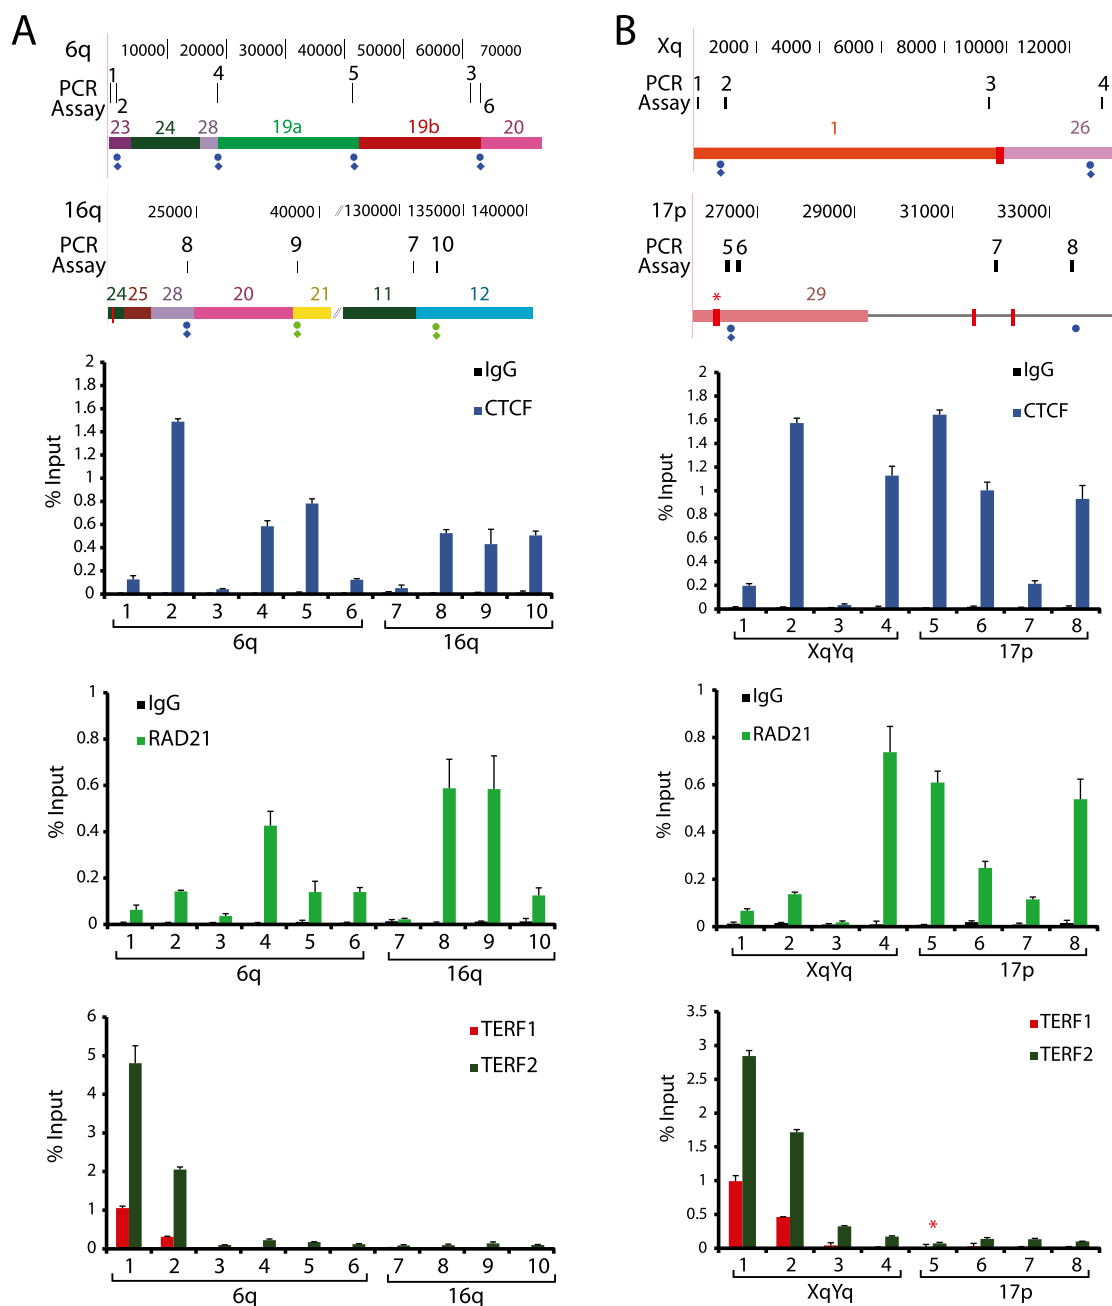 A
6q 10000 20000 30000 40000 50000 60000 70000
1 4 5 3
PCR
Assay 2 6
23 24 28 19a 19b 20
16q 25000 40000 // 130000 135000 140000
PCR 8 9 7 10
Assay
24 25 28 20 21 // 11 12
2
1.8
1.6
1.4
1.2
1
0.8
0.6
0.4
0.2
0
% Input
IgG
CTCF
1 2 3 4 5 6 7 8 9 10
6q 16q
1
0.8
0.6
0.4
0.2
0
% Input
IgG
RAD21
1 2 3 4 5 6 7 8 9 10
6q 16q
6
5
4
3
2
1
0
% Input
TERF1
TERF2
1 2 3 4 5 6 7 8 9 10
6q 16q
B
Xq 2000 4000 6000 8000 10000 12000
PCR 1 2 3 4
Assay
1 26
17p 27000 29000 31000 33000
PCR 5 6 7 8
Assay
* 29
2
1.8
1.6
1.4
1.2
1
0.8
0.6
0.4
0.2
0
% Input
IgG
CTCF
1 2 3 4 5 6 7 8
XqYq 17p
1
0.8
0.6
0.4
0.2
0
% Input
IgG
RAD21
1 2 3 4 5 6 7 8
XqYq 17p
3.5
3
2.5
2
1.5
1
0.5
0
% Input
TERF1
TERF2
*
1 2 3 4 5 6 7 8
XqYq 17p